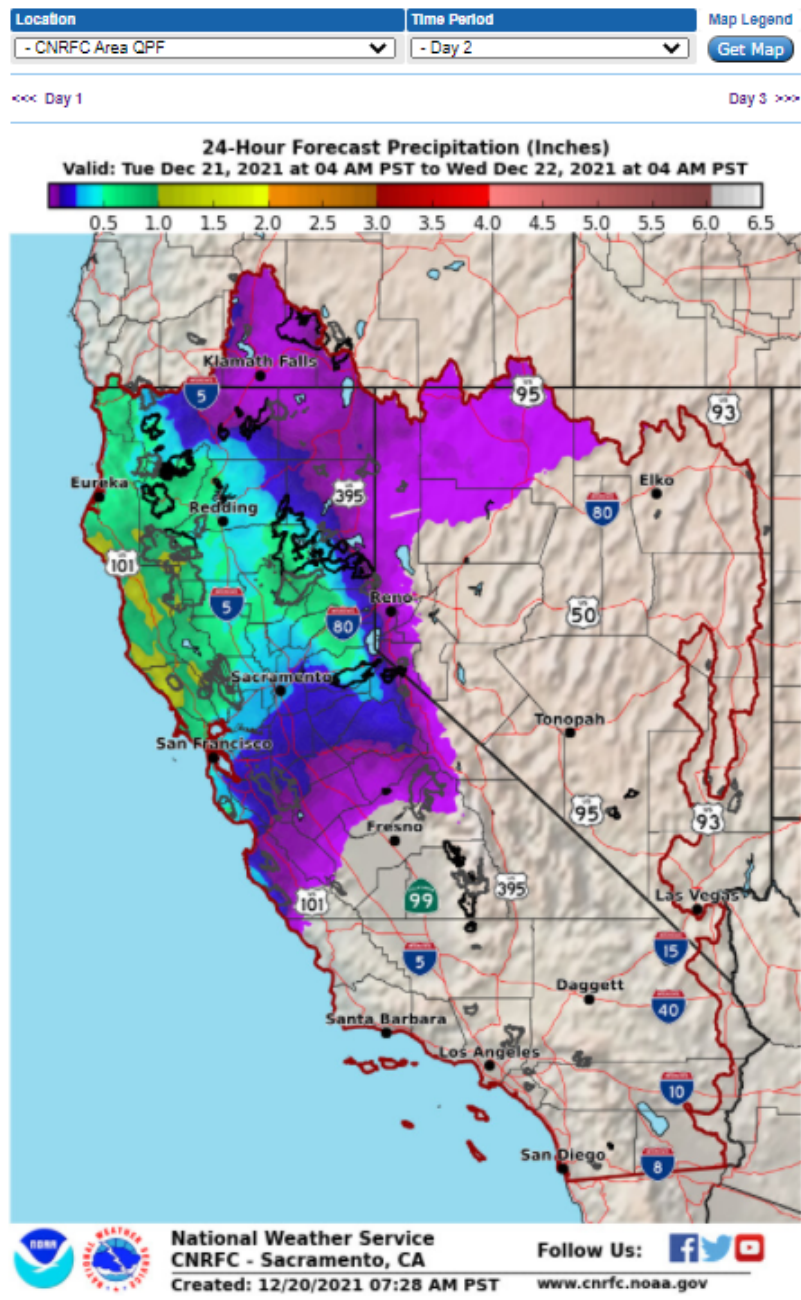 Location Time Period Map Legend
- CNRFC Area QPF - Day 2 Get Map
<<< Day 1 Day 3 >>>
24-Hour Forecast Precipitation (Inches)
Valid: Tue Dec 21, 2021 at 04 AM PST to Wed Dec 22, 2021 at 04 AM PST
0.5 1.0 1.5 2.0 2.5 3.0 3.5 4.0 4.5 5.0 5.5 6.0 6.5
Klamath Falls
5
95
93
Eureka
395
Elko
Redding
80
101
5
Reno
80
50
Sacramento
Tonopah
San Francisco
95
93
Fresno
101
99
395
Las Vegas
5
15
Daggett
40
Santa Barbara
Los Angeles
10
San Diego
8
NOAA
NATIONAL WEATHER SERVICE
National Weather Service
CNRFC - Sacramento, CA
Follow Us:
Created: 12/20/2021 07:28 AM PST
www.cnrfc.noaa.gov